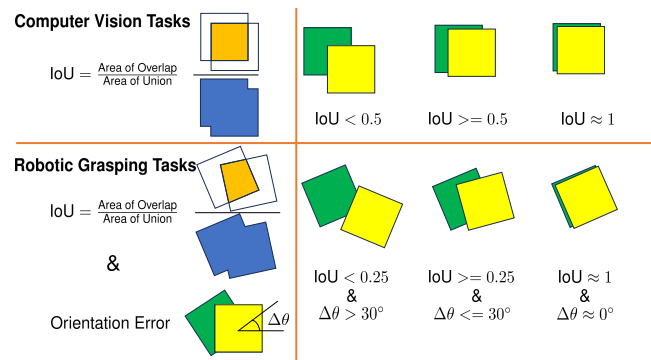 Computer Vision Tasks
IoU = Area of Overlap / Area of Union
IoU < 0.5
IoU >= 0.5
IoU ≈ 1
Robotic Grasping Tasks
IoU = Area of Overlap / Area of Union
&
Orientation Error
Δθ
IoU < 0.25
&
Δθ > 30°
IoU >= 0.25
&
Δθ <= 30°
IoU ≈ 1
&
Δθ ≈ 0°